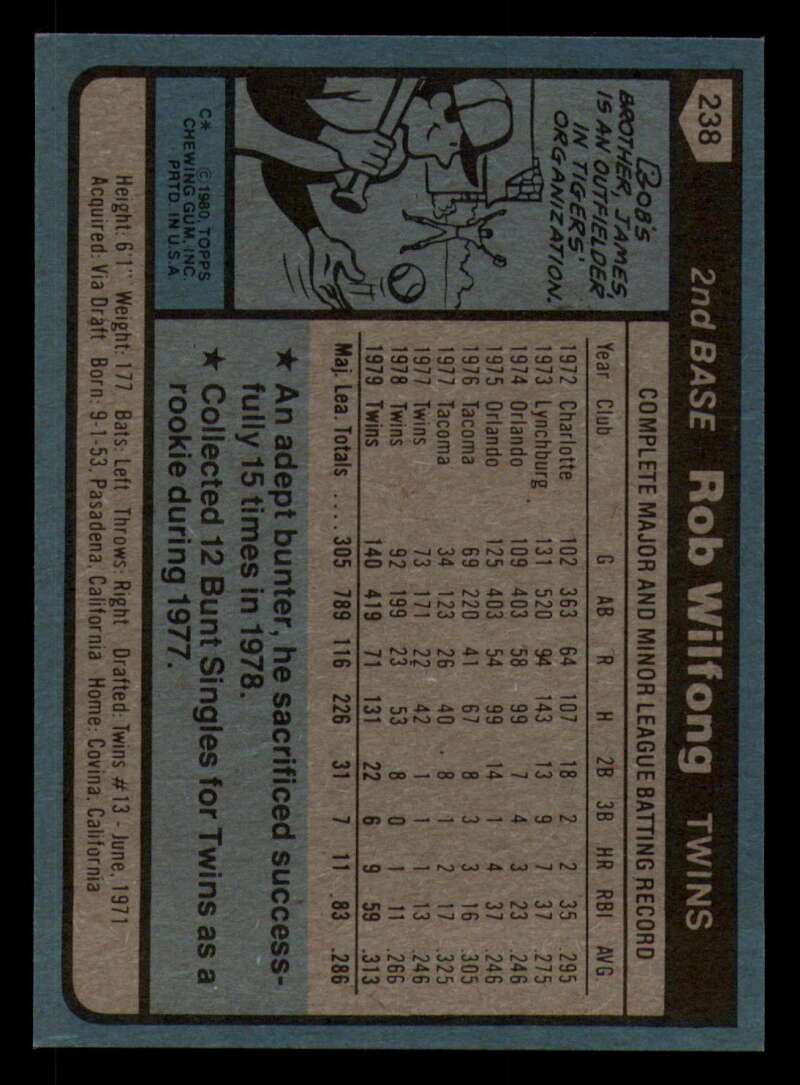 238
2nd BASE Rob Wilfong TWINS
BOB'S
BROTHER, JAMES,
IS AN OUTFIELDER
IN TIGERS'
ORGANIZATION.
C* © 1980, TOPPS
CHEWING GUM, INC.
PRTD. IN U.S.A
COMPLETE MAJOR AND MINOR LEAGUE BATTING RECORD
Year Club G AB R H 2B 3B HR RBI AVG.
1972 Charlotte 102 363 64 107 18 2 2 35 .295
1973 Lynchburg 131 520 94 143 13 9 7 37 .275
1974 Orlando 109 403 58 99 7 4 3 23 .246
1975 Orlando 125 403 54 99 14 1 4 37 .246
1976 Tacoma 69 220 41 67 8 3 3 16 .305
1977 Tacoma 34 123 26 40 8 1 2 17 .325
1977 Twins 73 171 22 42 1 1 1 13 .246
1978 Twins 92 199 23 53 8 0 1 11 .266
1979 Twins 140 419 71 131 22 6 9 59 .313
Maj. Lea. Totals .... 305 789 116 226 31 7 11 83 .286
★ An adept bunter, he sacrificed success-
fully 15 times in 1978.
★ Collected 12 Bunt Singles for Twins as a
rookie during 1977.
Height: 6'1" Weight: 177 Bats: Left Throws: Right Drafted: Twins #13 - June, 1971
Acquired: Via Draft Born: 9-1-53, Pasadena, California Home: Covina, California